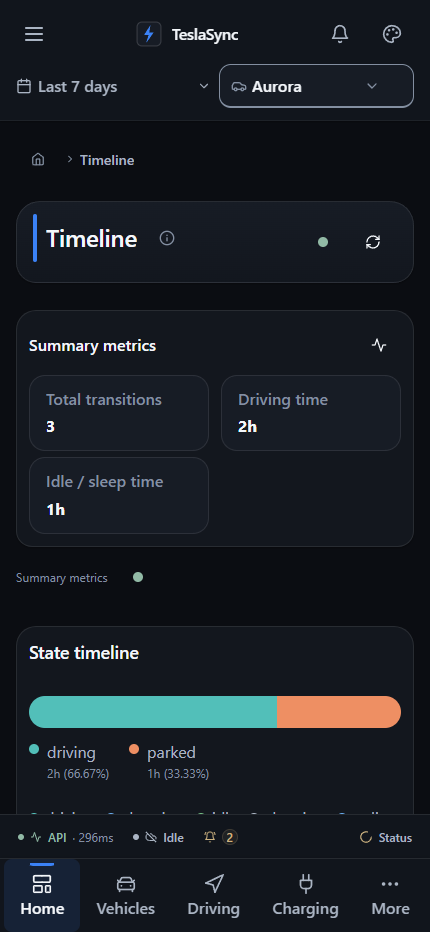 TeslaSync
Last 7 days
Aurora
Timeline
Timeline
Summary metrics
Total transitions
3
Driving time
2h
Idle / sleep time
1h
Summary metrics
State timeline
driving
2h (66.67%)
parked
1h (33.33%)
API · 296ms
Idle
2
Status
Home
Vehicles
Driving
Charging
More